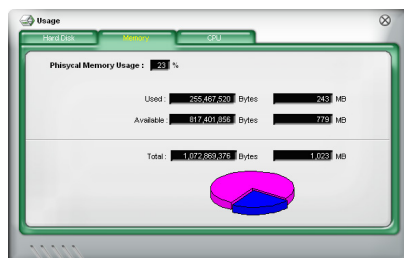 Usage
Hard Disk Memory CPU
Phisycal Memory Usage : 23 %
Used : 255,467,520 Bytes 243 MB
Available : 817,401,856 Bytes 779 MB
Total : 1,072,869,376 Bytes 1,023 MB